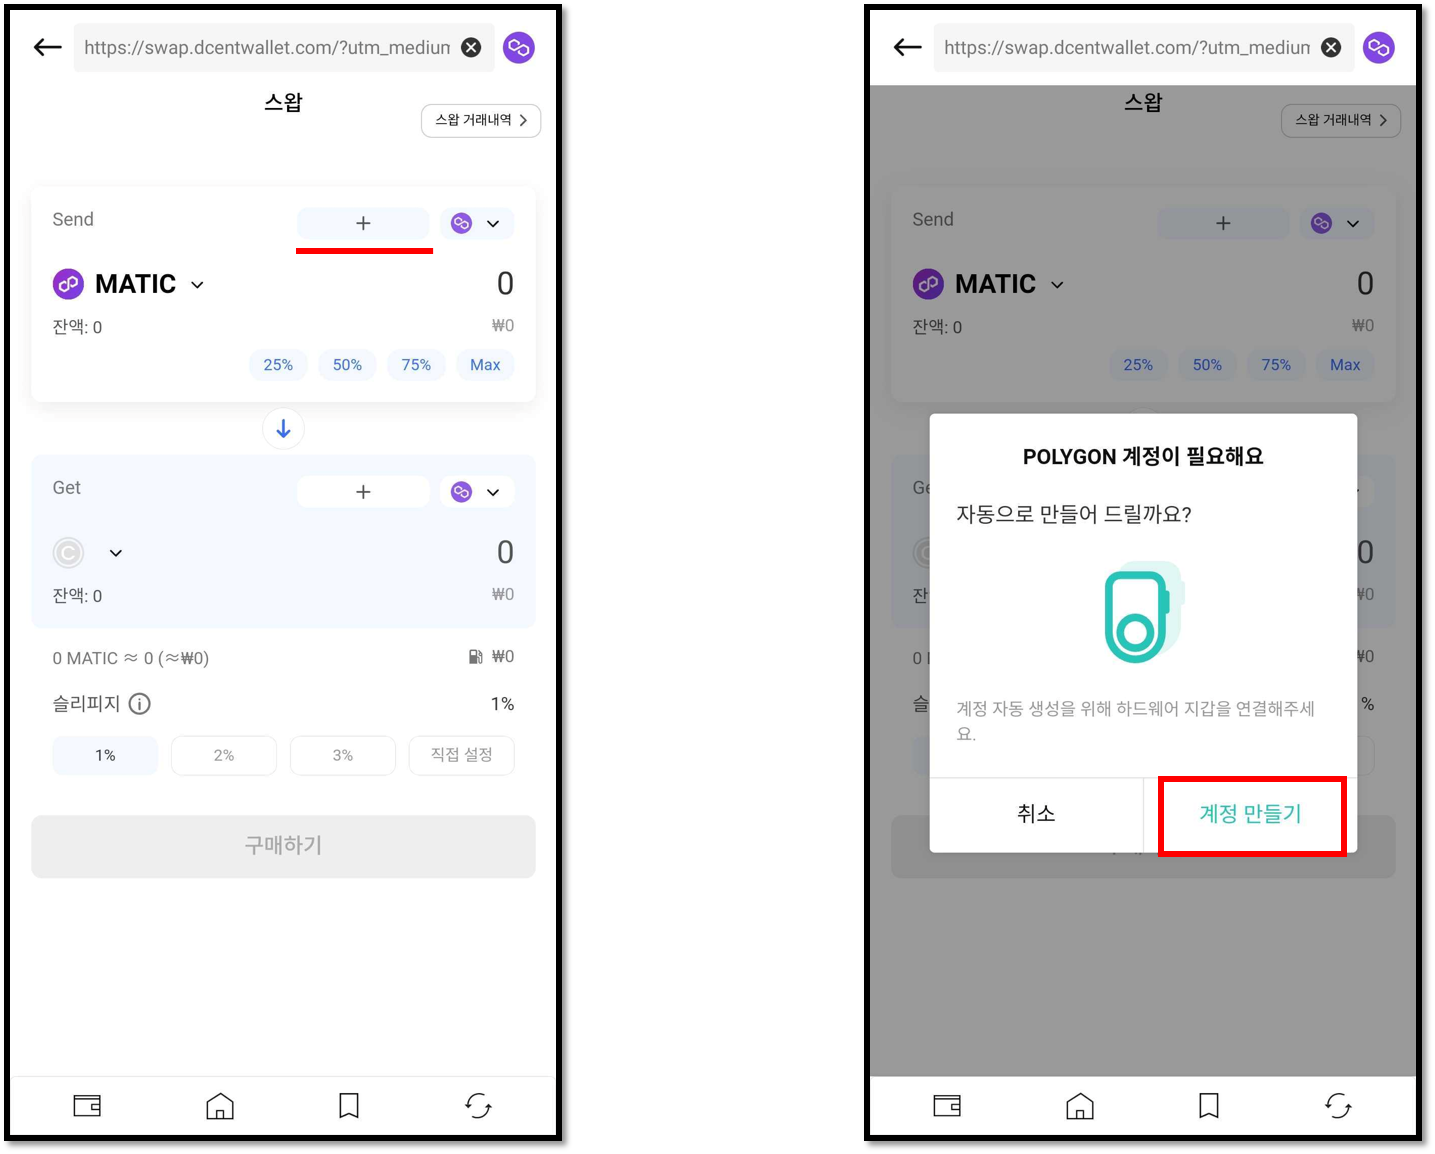 https://swap.dcentwallet.com/?utm_medium
스왑
스왑 거래내역
Send
MATIC
0
잔액: 0
₩0
25%
50%
75%
Max
Get
0
잔액: 0
₩0
0 MATIC ≈ 0 (≈₩0)
₩0
슬리피지
1%
1%
2%
3%
직접 설정
구매하기
https://swap.dcentwallet.com/?utm_medium
스왑
스왑 거래내역
Send
MATIC
0
잔액: 0
₩0
25%
50%
75%
Max
POLYGON 계정이 필요해요
자동으로 만들어 드릴까요?
계정 자동 생성을 위해 하드웨어 지갑을 연결해주세
요.
취소
계정 만들기
0
₩0
₩0
%